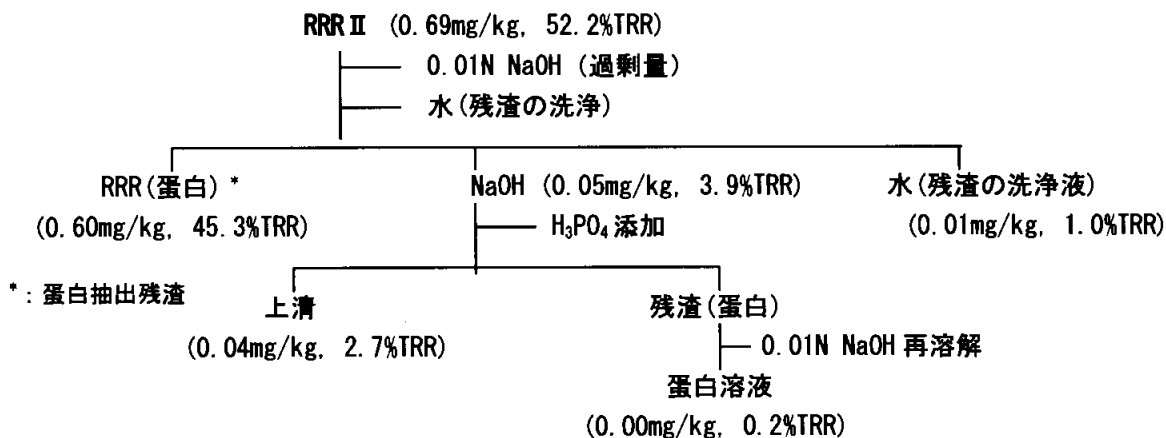 RRRⅡ (0.69mg/kg, 52.2%TRR)
0.01N NaOH (過剰量)
水(残渣の洗浄)
RRR(蛋白) *
(0.60mg/kg, 45.3%TRR)
NaOH (0.05mg/kg, 3.9%TRR)
水(残渣の洗浄液)
(0.01mg/kg, 1.0%TRR)
H₃PO₄添加
*：蛋白抽出残渣
上清
(0.04mg/kg, 2.7%TRR)
残渣(蛋白)
0.01N NaOH再溶解
蛋白溶液
(0.00mg/kg, 0.2%TRR)